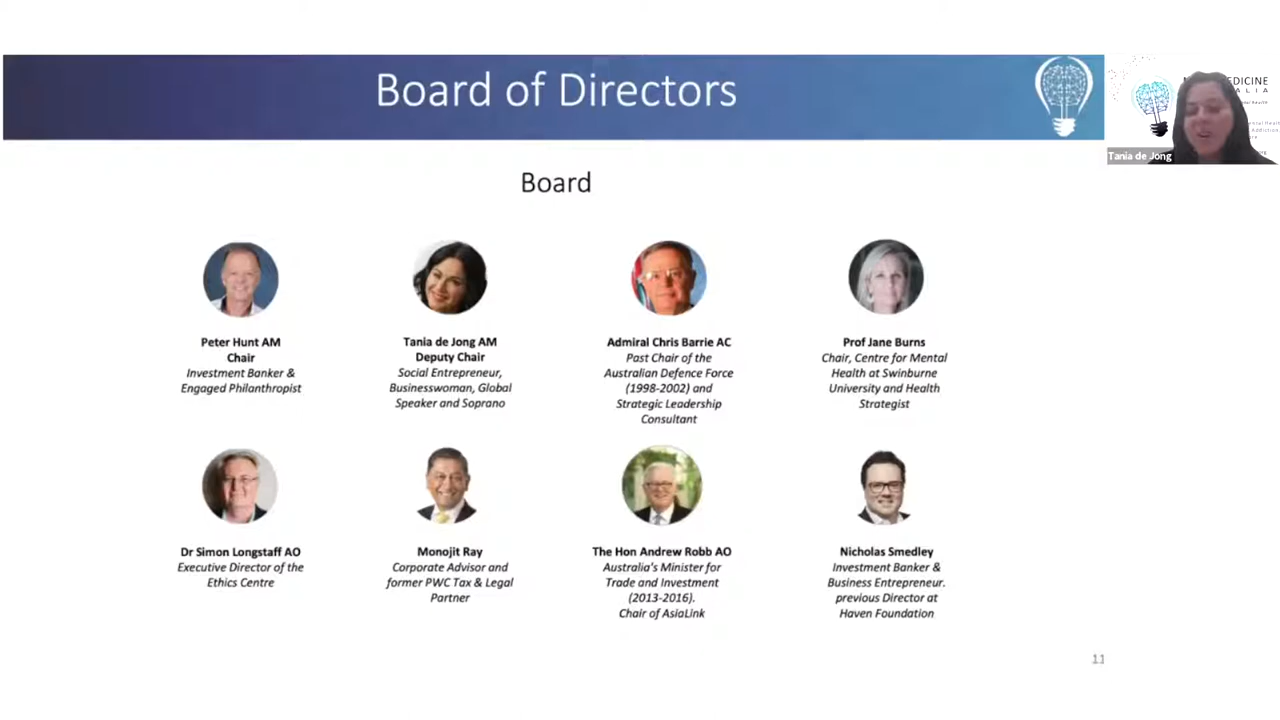 Board of Directors
EDICINE
Tania de Jong
Board
Peter Hunt AM
Chair
Investment Banker &
Engaged Philanthropist
Tania de Jong AM
Deputy Chair
Social Entrepreneur,
Businesswoman, Global
Speaker and Soprano
Admiral Chris Barrie AC
Past Chair of the
Australian Defence Force
(1998-2002) and
Strategic Leadership
Consultant
Prof Jane Burns
Chair, Centre for Mental
Health at Swinburne
University and Health
Strategist
Dr Simon Longstaff AO
Executive Director of the
Ethics Centre
Monojit Ray
Corporate Advisor and
former PWC Tax & Legal
Partner
The Hon Andrew Robb AO
Australia's Minister for
Trade and Investment
(2013-2016).
Chair of AsiaLink
Nicholas Smedley
Investment Banker &
Business Entrepreneur.
previous Director at
Haven Foundation
11